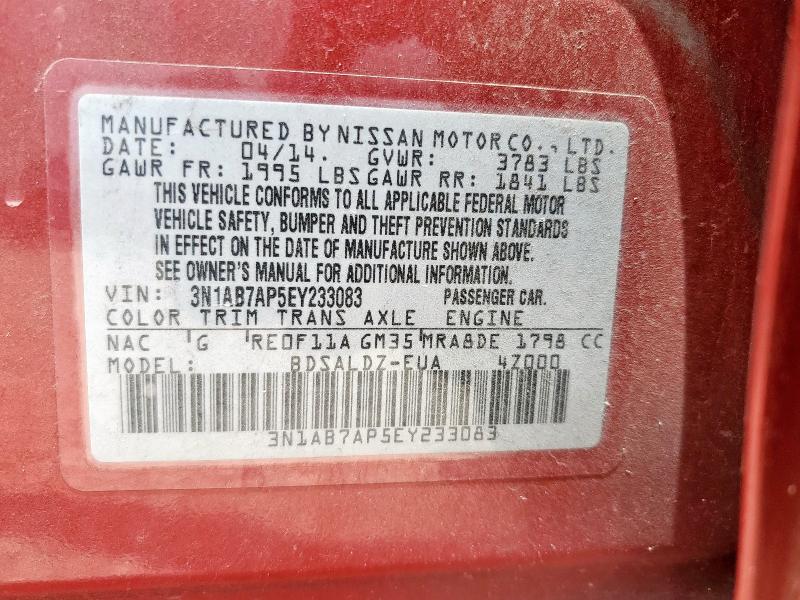 MANUFACTURED BY NISSAN MOTOR CO., LTD.
DATE: 04/14. GVWR: 3783 LBS
GAWR FR: 1995 LBS GAWR RR: 1841 LBS
THIS VEHICLE CONFORMS TO ALL APPLICABLE FEDERAL MOTOR
VEHICLE SAFETY, BUMPER AND THEFT PREVENTION STANDARDS
IN EFFECT ON THE DATE OF MANUFACTURE SHOWN ABOVE.
SEE OWNER'S MANUAL FOR ADDITIONAL INFORMATION.
VIN: 3N1AB7AP5EY233083 PASSENGER CAR.
COLOR TRIM TRANS AXLE ENGINE
NAC G RE0F11A GM35 MRA8DE 1798 CC
MODEL: BDSALDZ-EUA 4Z000
3N1AB7AP5EY233083